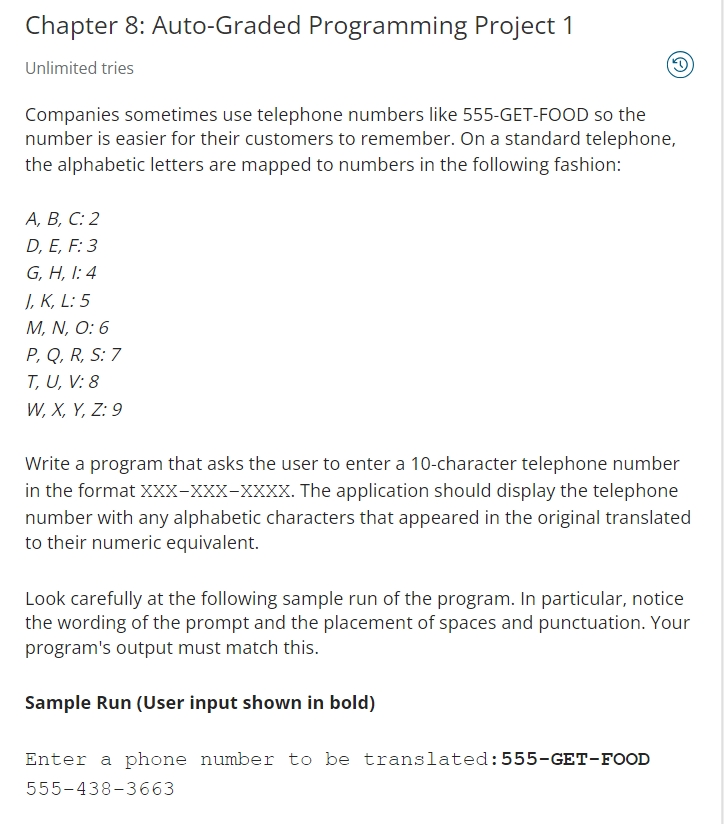 Chapter 8: Auto-Graded Programming Project 1
Unlimited tries
Companies sometimes use telephone numbers like 555-GET-FOOD so the
number is easier for their customers to remember. On a standard telephone,
the alphabetic letters are mapped to numbers in the following fashion:
A, B, C: 2
D, E, F: 3
G, H, I: 4
J, K, L: 5
M, N, O: 6
P, Q, R, S: 7
T, U, V: 8
W, X, Y, Z: 9
Write a program that asks the user to enter a 10-character telephone number
in the format XXX-XXX-XXXX. The application should display the telephone
number with any alphabetic characters that appeared in the original translated
to their numeric equivalent.
Look carefully at the following sample run of the program. In particular, notice
the wording of the prompt and the placement of spaces and punctuation. Your
program's output must match this.
Sample Run (User input shown in bold)
Enter a phone number to be translated:555-GET-FOOD
555-438-3663